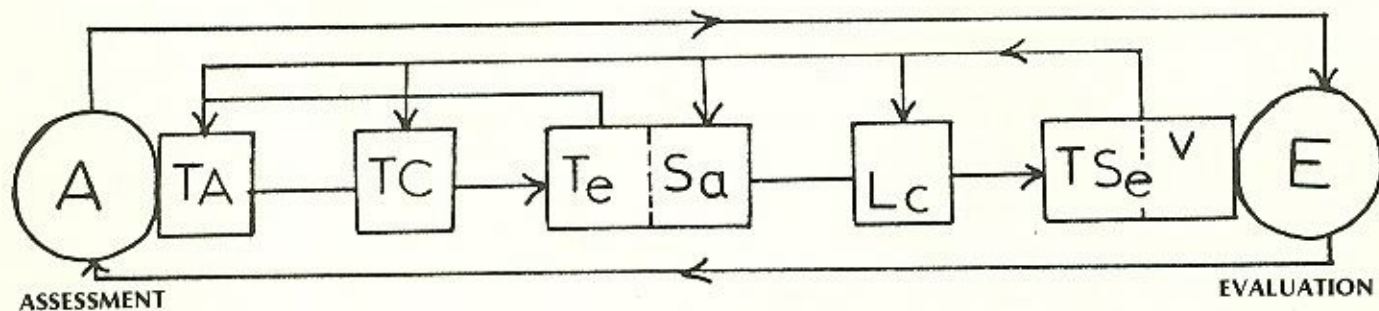 A TA TC Te Sa Lc TSe V E
ASSESSMENT
EVALUATION